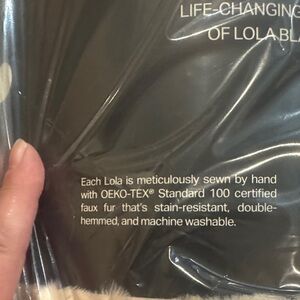 LIFE-CHANGING
OF LOLA BLA
Each Lola is meticulously sewn by hand
with OEKO-TEX® Standard 100 certified
faux fur that's stain-resistant, double-
hemmed, and machine washable.